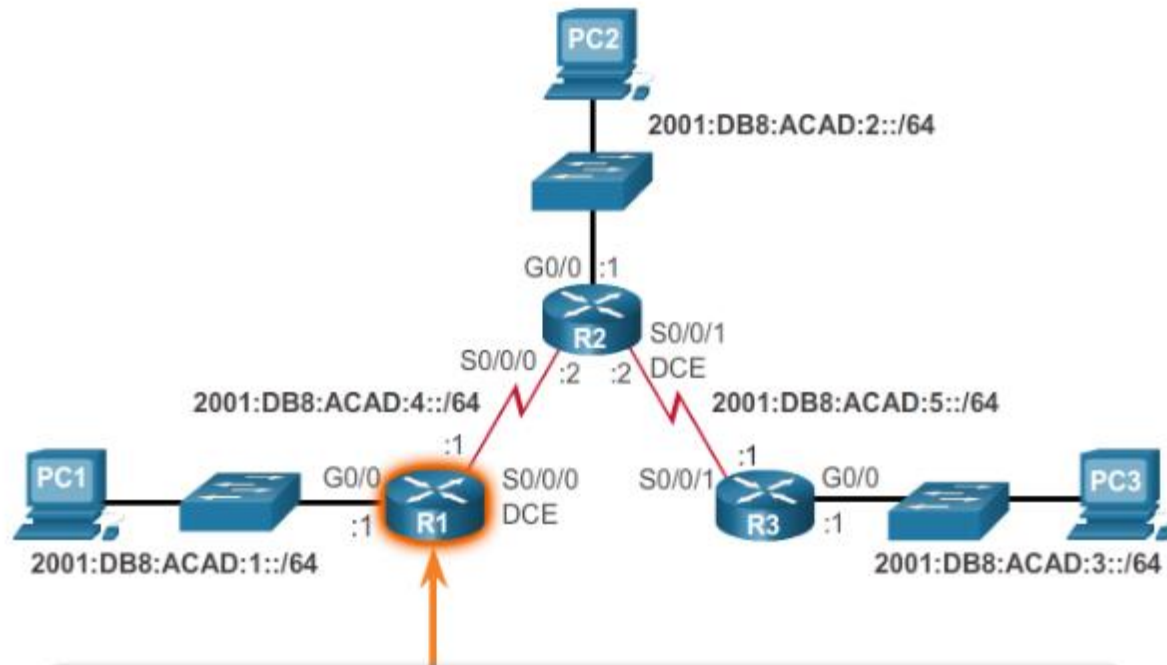 PC2
2001:DB8:ACAD:2::/64
G0/0 :1
R2
S0/0/1
S0/0/0
DCE
:2 :2
2001:DB8:ACAD:4::/64
2001:DB8:ACAD:5::/64
:1
:1
PC1
G0/0
S0/0/0
S0/0/1
G0/0
PC3
R1
DCE
R3
:1
:1
2001:DB8:ACAD:1::/64
2001:DB8:ACAD:3::/64